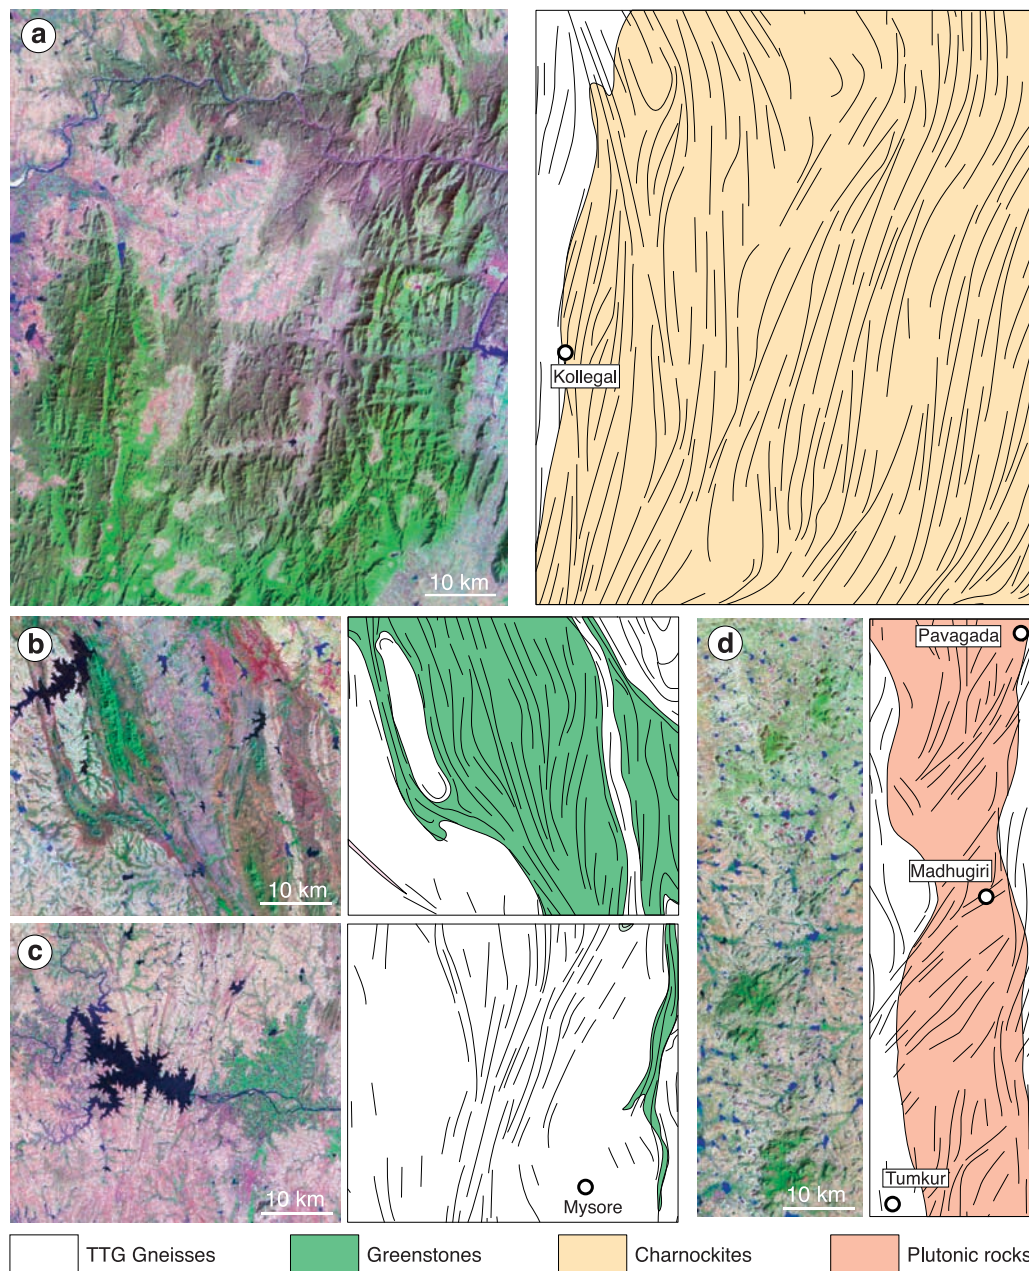 a
Kollegal
10 km
b
10 km
d
Pavagada
Madhugiri
Tumkur
10 km
c
10 km
Mysore
TTG Gneisses
Greenstones
Charnockites
Plutonic rocks